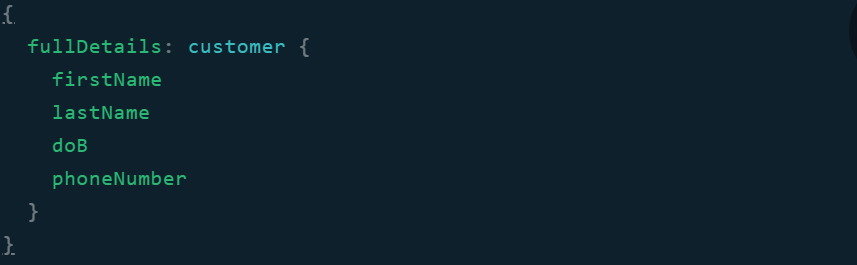 {
  fullDetails: customer {
    firstName
    lastName
    doB
    phoneNumber
  }
}